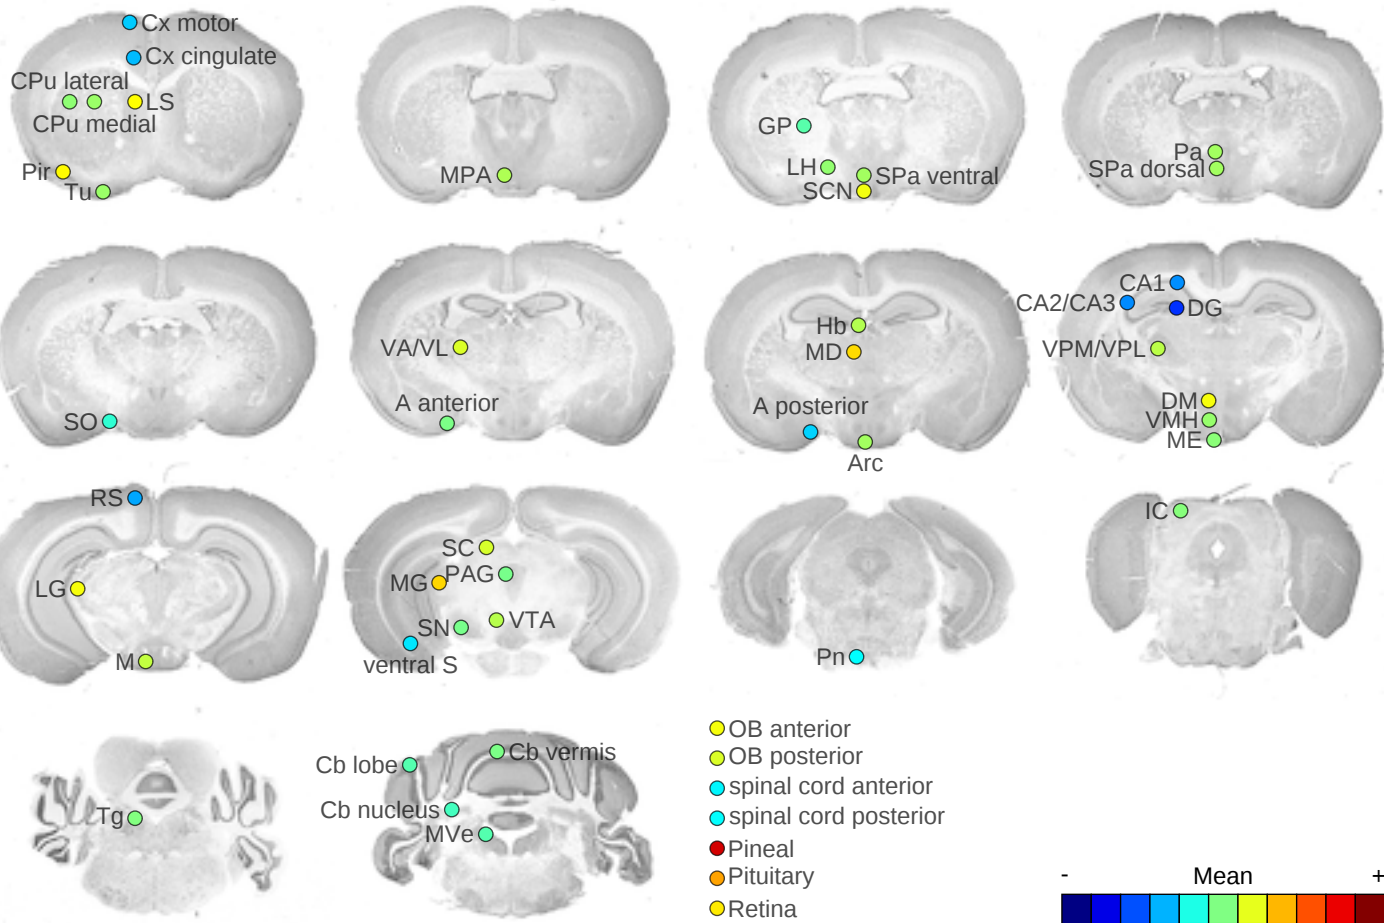 Cx motor
Cx cingulate
CPu lateral
LS
CPu medial
Pir
Tu
MPA
GP
LH
SPa ventral
SCN
Pa
SPa dorsal
SO
VA/VL
A anterior
Hb
MD
A posterior
Arc
CA1
CA2/CA3
DG
VPM/VPL
DM
VMH
ME
RS
LG
M
SC
MG
PAG
SN
VTA
ventral S
Pn
IC
Tg
Cb lobe
Cb vermis
Cb nucleus
MVe
OB anterior
OB posterior
spinal cord anterior
spinal cord posterior
Pineal
Pituitary
Retina
- Mean +